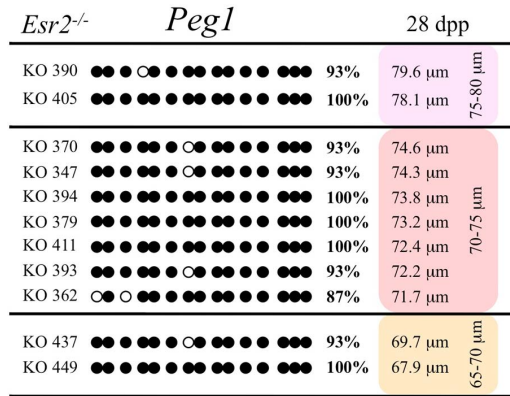 Esr2-/- Peg1 28 dpp
KO 390 93% 79.6 μm
KO 405 100% 78.1 μm
75-80 μm
KO 370 93% 74.6 μm
KO 347 93% 74.3 μm
KO 394 100% 73.8 μm
KO 379 100% 73.2 μm
KO 411 100% 72.4 μm
KO 393 93% 72.2 μm
KO 362 87% 71.7 μm
70-75 μm
KO 437 93% 69.7 μm
KO 449 100% 67.9 μm
65-70 μm